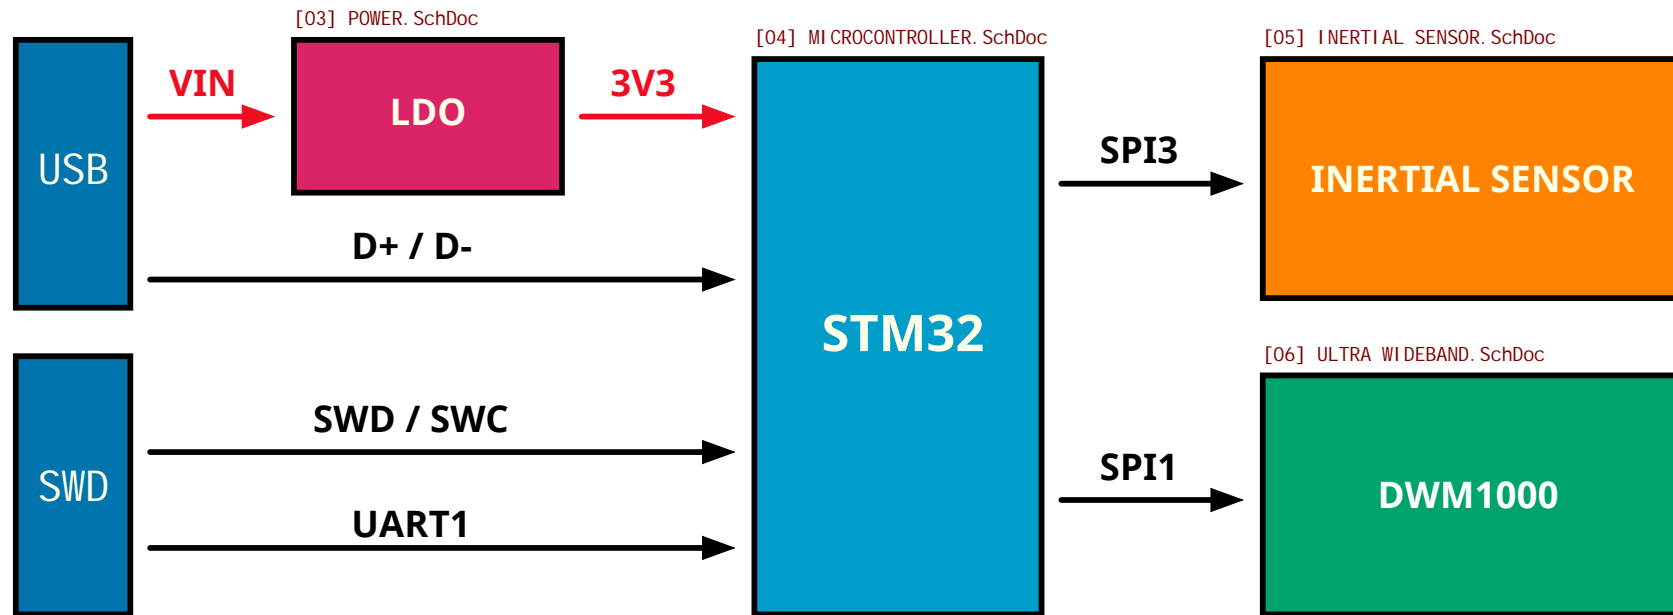 [03] POWER.SchDoc
[04] MICROCONTROLLER.SchDoc
[05] INERTIAL SENSOR.SchDoc
VIN
LDO
3V3
USB
SPI3
INERTIAL SENSOR
D+ / D-
STM32
[06] ULTRA WIDEBAND.SchDoc
SWD / SWC
SWD
SPI1
DWM1000
UART1